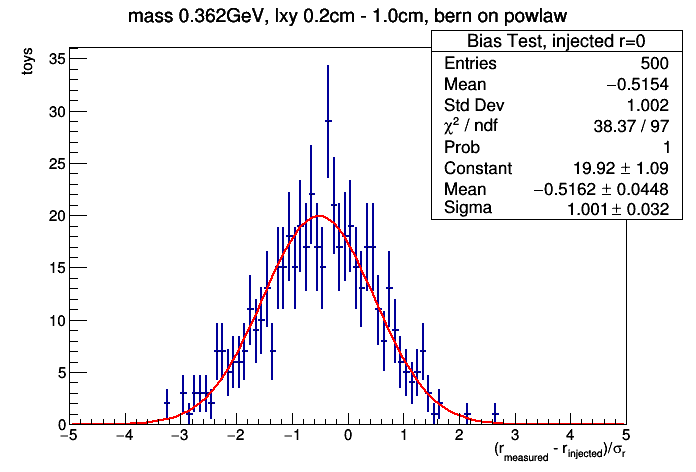 mass 0.362GeV, lxy 0.2cm - 1.0cm, bern on powlaw
Bias Test, injected r=0
Entries 500
Mean −0.5154
Std Dev 1.002
χ² / ndf 38.37 / 97
Prob 1
Constant 19.92 ± 1.09
Mean −0.5162 ± 0.0448
Sigma 1.001 ± 0.032
toys
35
30
25
20
15
10
5
0
−5 −4 −3 −2 −1 0 1 2 3 4 5
(r_measured - r_injected)/σ_r